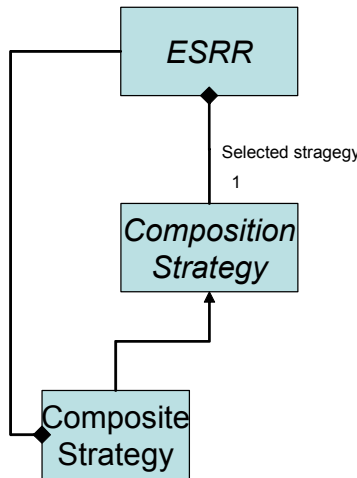 ESRR
Selected stragegy
1
Composition
Strategy
Composite
Strategy